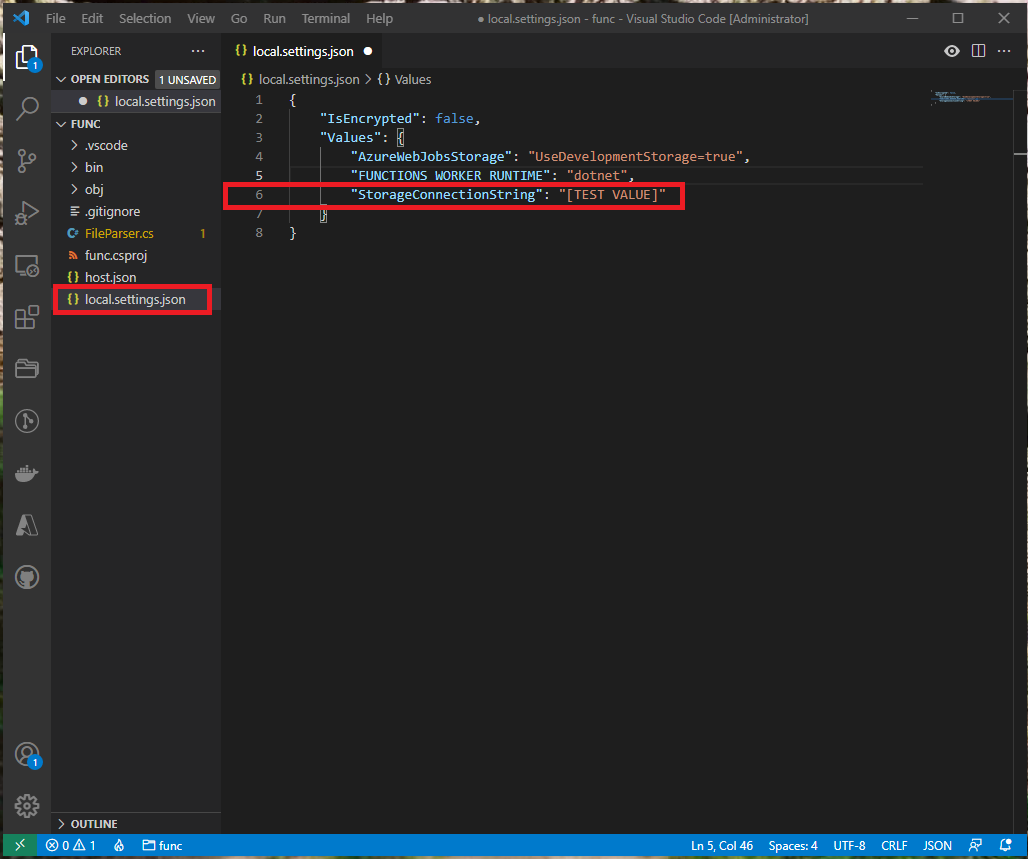 File Edit Selection View Go Run Terminal Help
● local.settings.json - func - Visual Studio Code [Administrator]
EXPLORER ...
1
OPEN EDITORS 1 UNSAVED
● {} local.settings.json
FUNC
.vscode
bin
obj
.gitignore
C# FileParser.cs 1
func.csproj
{} host.json
{} local.settings.json
OUTLINE
1
{} local.settings.json ●
{} local.settings.json > {} Values
1 {
2 "IsEncrypted": false,
3 "Values": {
4 "AzureWebJobsStorage": "UseDevelopmentStorage=true",
5 "FUNCTIONS_WORKER_RUNTIME": "dotnet",
6 "StorageConnectionString": "[TEST VALUE]"
7 }
8 }
0 1 func
Ln 5, Col 46 Spaces: 4 UTF-8 CRLF JSON